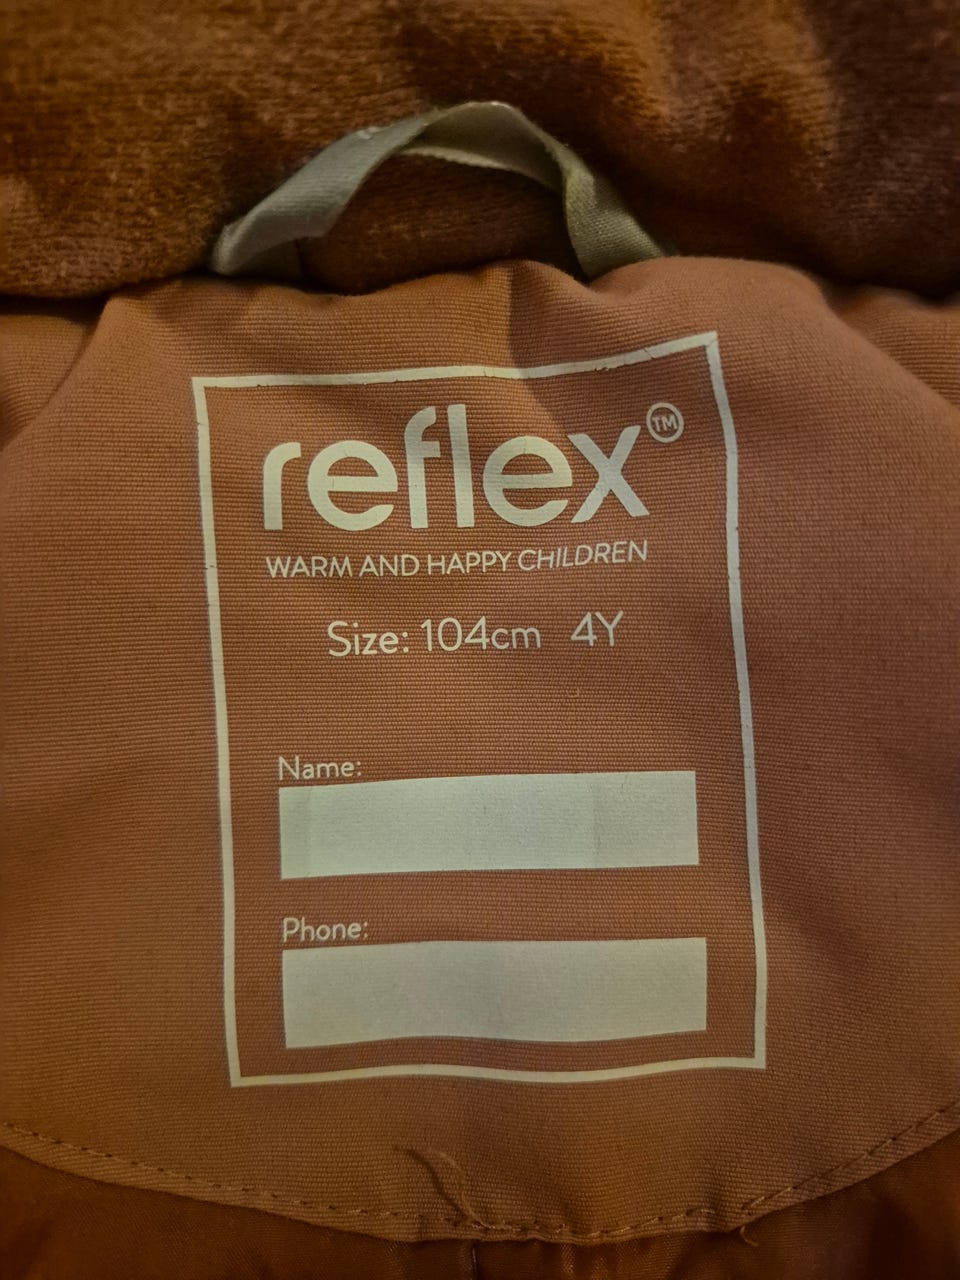 reflex™
WARM AND HAPPY CHILDREN
Size: 104cm 4Y
Name:
Phone: